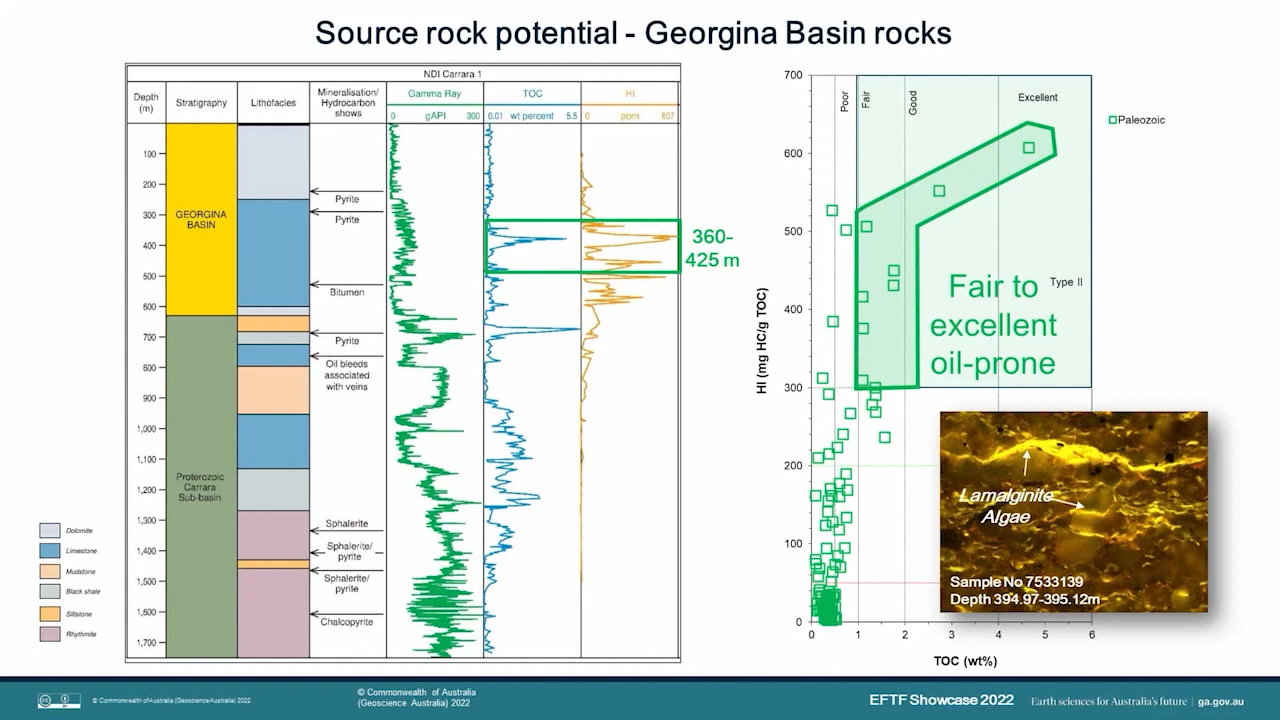 Source rock potential - Georgina Basin rocks
NDI Carrara 1
Depth
(m)
Stratigraphy
Lithofacies
Mineralisation/
Hydrocarbon
shows
Gamma Ray
0 gAPI 300
TOC
0.01 wt percent 5.5
HI
0 ppm 607
100
200
300
400
500
600
700
800
900
1,000
1,100
1,200
1,300
1,400
1,500
1,600
1,700
GEORGINA
BASIN
Proterozoic
Carrara
Sub-basin
Pyrite
Pyrite
Bitumen
Pyrite
Oil bleeds
associated
with veins
Sphalerite
Sphalerite/
pyrite
Sphalerite/
pyrite
Chalcopyrite
360-
425 m
Dolomite
Limestone
Mudstone
Black shale
Siltstone
Rhythmite
HI (mg HC/g TOC)
700
600
500
400
300
200
100
0
Poor
Fair
Good
Excellent
Paleozoic
Type II
Fair to
excellent
oil-prone
Lamalginite
Algae
Sample No 7533139
Depth 394.97-395.12m
0 1 2 3 4 5 6
TOC (wt%)
cc
BY
© Commonwealth of Australia (Geoscience Australia) 2022
© Commonwealth of Australia
(Geoscience Australia) 2022
EFTF Showcase 2022
Earth sciences for Australia's future | ga.gov.au